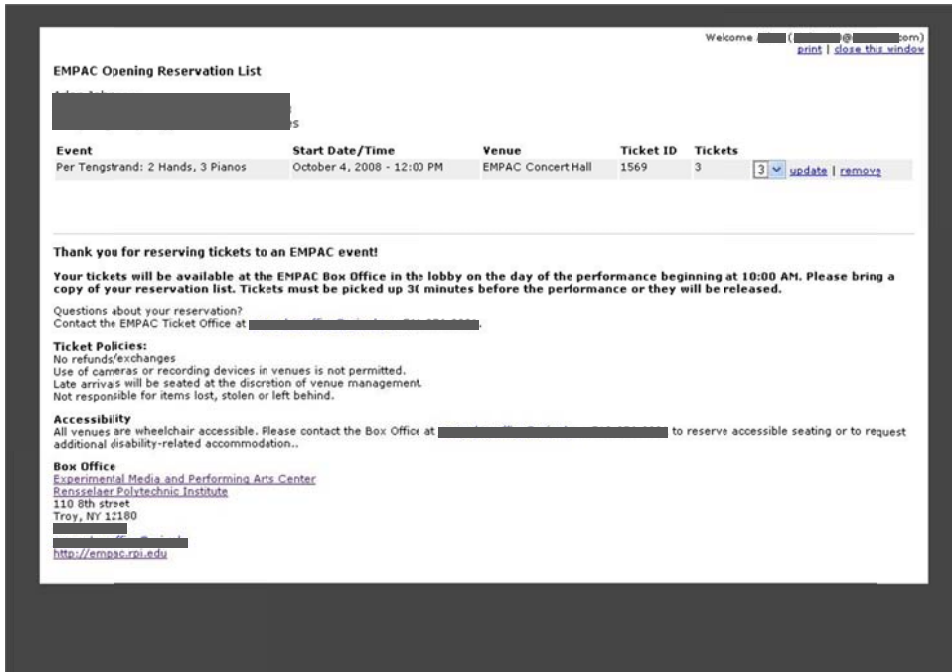 Welcome
print | close this window
EMPAC Opening Reservation List
Event Start Date/Time Venue Ticket ID Tickets
Per Tengstrand: 2 Hands, 3 Pianos October 4, 2008 - 12:00 PM EMPAC Concert Hall 1569 3 3 update | remove
Thank you for reserving tickets to an EMPAC event!
Your tickets will be available at the EMPAC Box Office in the lobby on the day of the performance beginning at 10:00 AM. Please bring a
copy of your reservation list. Tickets must be picked up 30 minutes before the performance or they will be released.
Questions about your reservation?
Contact the EMPAC Ticket Office at
Ticket Policies:
No refunds/exchanges
Use of cameras or recording devices in venues is not permitted.
Late arrivals will be seated at the discretion of venue management
Not responsible for items lost, stolen or left behind.
Accessibility
All venues are wheelchair accessible. Please contact the Box Office at to reserve accessible seating or to request
additional disability-related accommodation..
Box Office
Experimental Media and Performing Arts Center
Rensselaer Polytechnic Institute
110 8th street
Troy, NY 12180
http://empac.rpi.edu